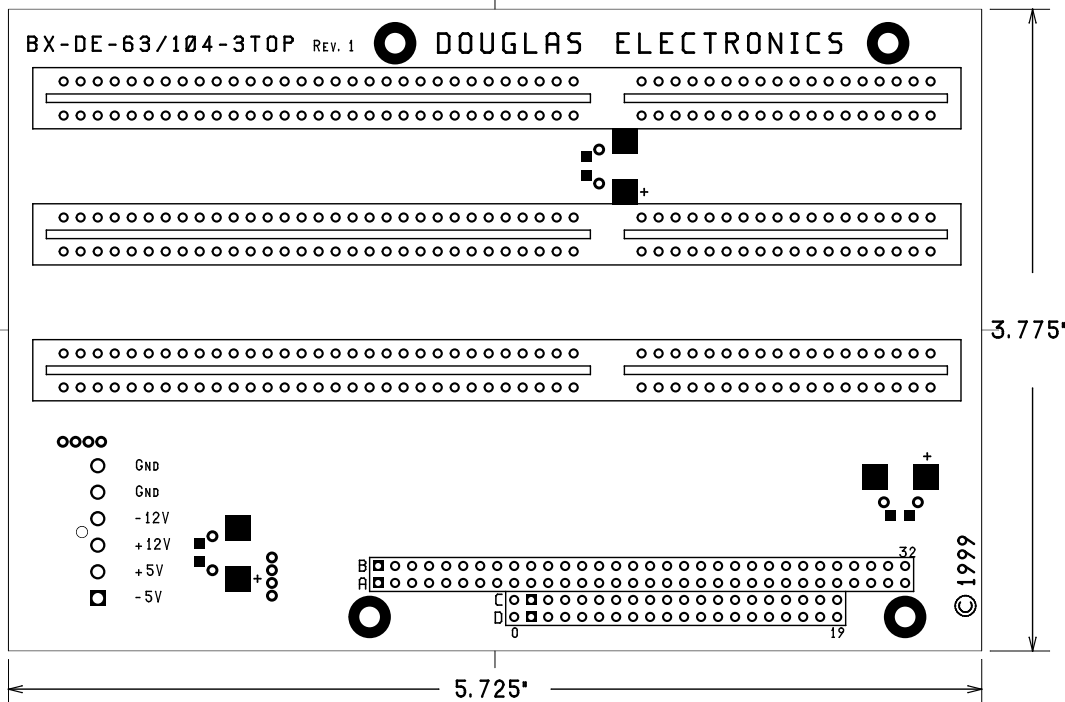 BX-DE-63/104-3TOP Rev. 1 DOUGLAS ELECTRONICS
+
3.775"
+
Gnd
Gnd
-12V
+12V
+5V
-5V
+
32
B
A
C
D
0 19
©1999
5.725"